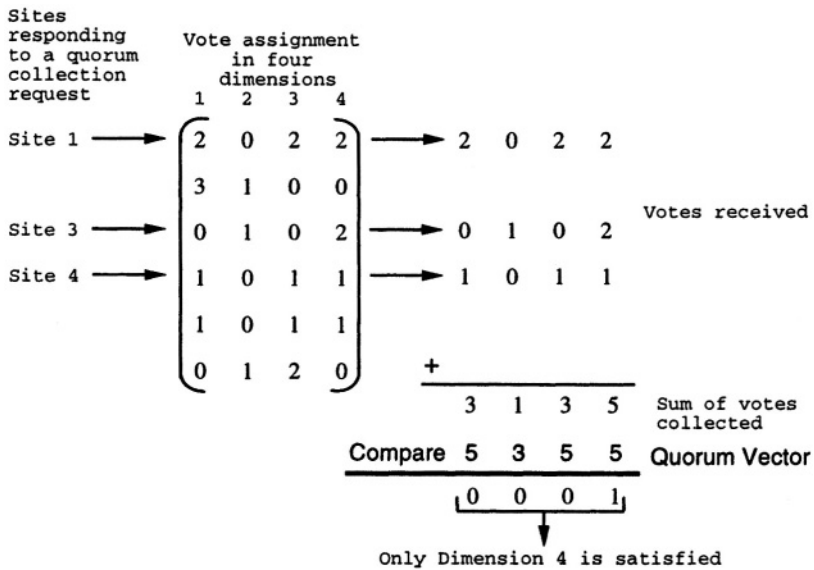 Sites
responding
to a quorum
collection
request
Vote assignment
in four
dimensions
1 2 3 4
Site 1 2 0 2 2 2 0 2 2
3 1 0 0
Votes received
Site 3 0 1 0 2 0 1 0 2
Site 4 1 0 1 1 1 0 1 1
1 0 1 1
0 1 2 0
+
3 1 3 5 Sum of votes
collected
Compare 5 3 5 5 Quorum Vector
0 0 0 1
Only Dimension 4 is satisfied